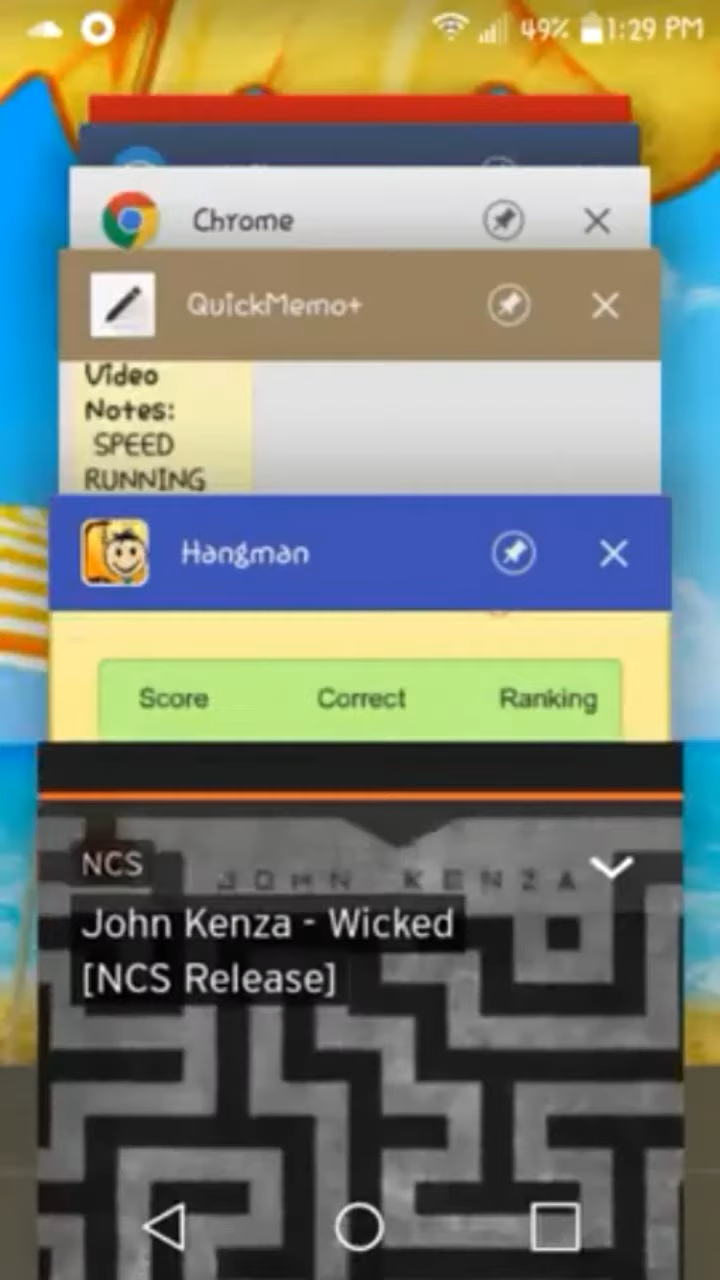 49% 1:29 PM
Chrome
QuickMemo+
Video
Notes:
SPEED
RUNNING
Hangman
Score Correct Ranking
NCS
JOHN KENZA
John Kenza - Wicked
[NCS Release]